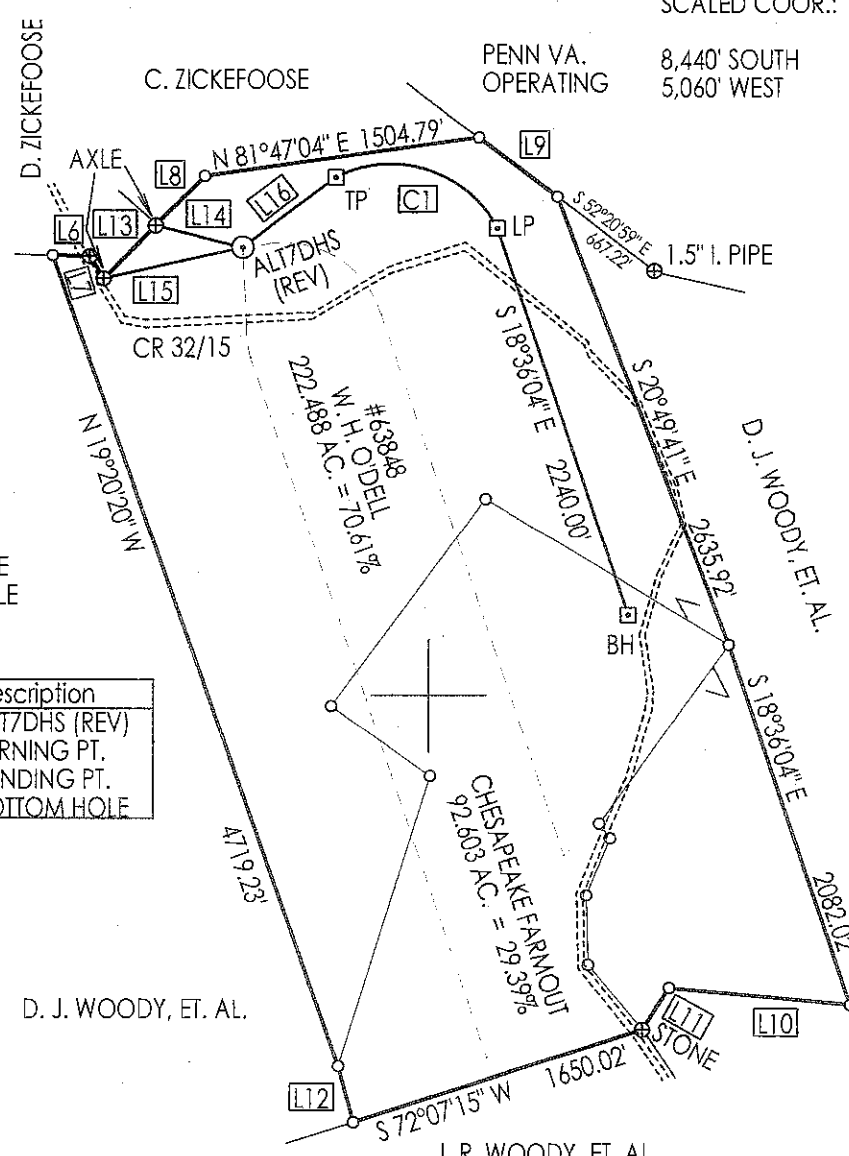 SCALED COOR.:
8,440' SOUTH
5,060' WEST
PENN VA.
OPERATING
C. ZICKEFOOSE
D. ZICKEFOOSE
N 81°47'04" E 1504.79'
L9
AXLE
L8
L16
TP
C1
S 52°20'59" E
667.22'
L6
L13
L14
LP
1.5" I. PIPE
ALT7DHS
(REV)
L7
L15
CR 32/15
S 18°36'04" E 2240.00'
S 20°49'41" E 2635.92'
#63848
W. H. O'DELL
222.488 AC. = 70.61%
N 19°20'20" W 4719.23'
D. J. WOODY, ET. AL.
BH
S 18°36'04" E 2082.02'
Description
T7DHS (REV)
RNING PT.
NDING PT.
OTTOM HOLE
CHESAPEAKE FARMOUT
92.603 AC. = 29.39%
D. J. WOODY, ET. AL.
L11
L10
STONE
L12
S 72°07'15" W 1650.02'